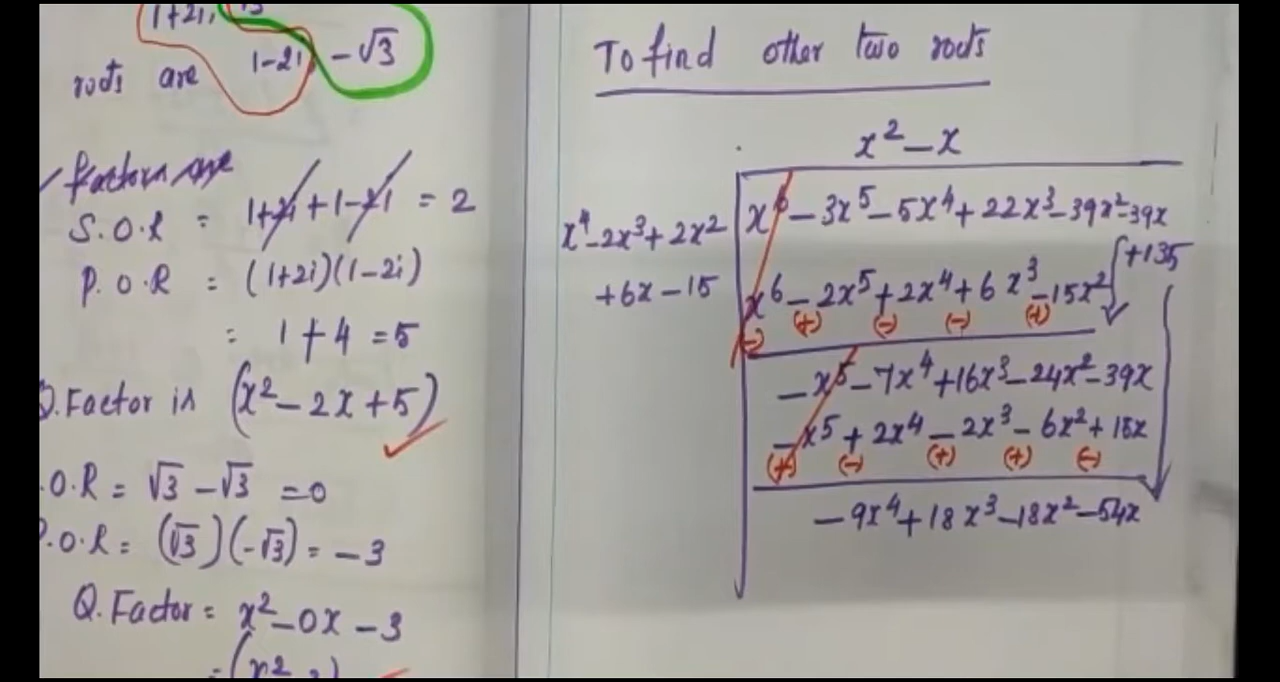 1+2i, √3
roots are 1-2i, -√3
factors are
S.O.R = 1+2i+1-2i = 2
P.O.R = (1+2i)(1-2i)
= 1+4 = 5
Q.Factor is (x²-2x+5)
.O.R = √3-√3 = 0
P.O.R = (√3)(-√3) = -3
Q.Factor = x²-0x-3
To find other two roots
x²-x
x⁴-2x³+2x²
+6x-15
x⁶-3x⁵-5x⁴+22x³-39x²-39x
+135
x⁶-2x⁵+2x⁴+6x³-15x²
(-) (+) (-) (-) (+)
-x⁵-7x⁴+16x³-24x²-39x
-x⁵+2x⁴-2x³-6x²+15x
(+) (-) (+) (+) (-)
-9x⁴+18x³-18x²-54x